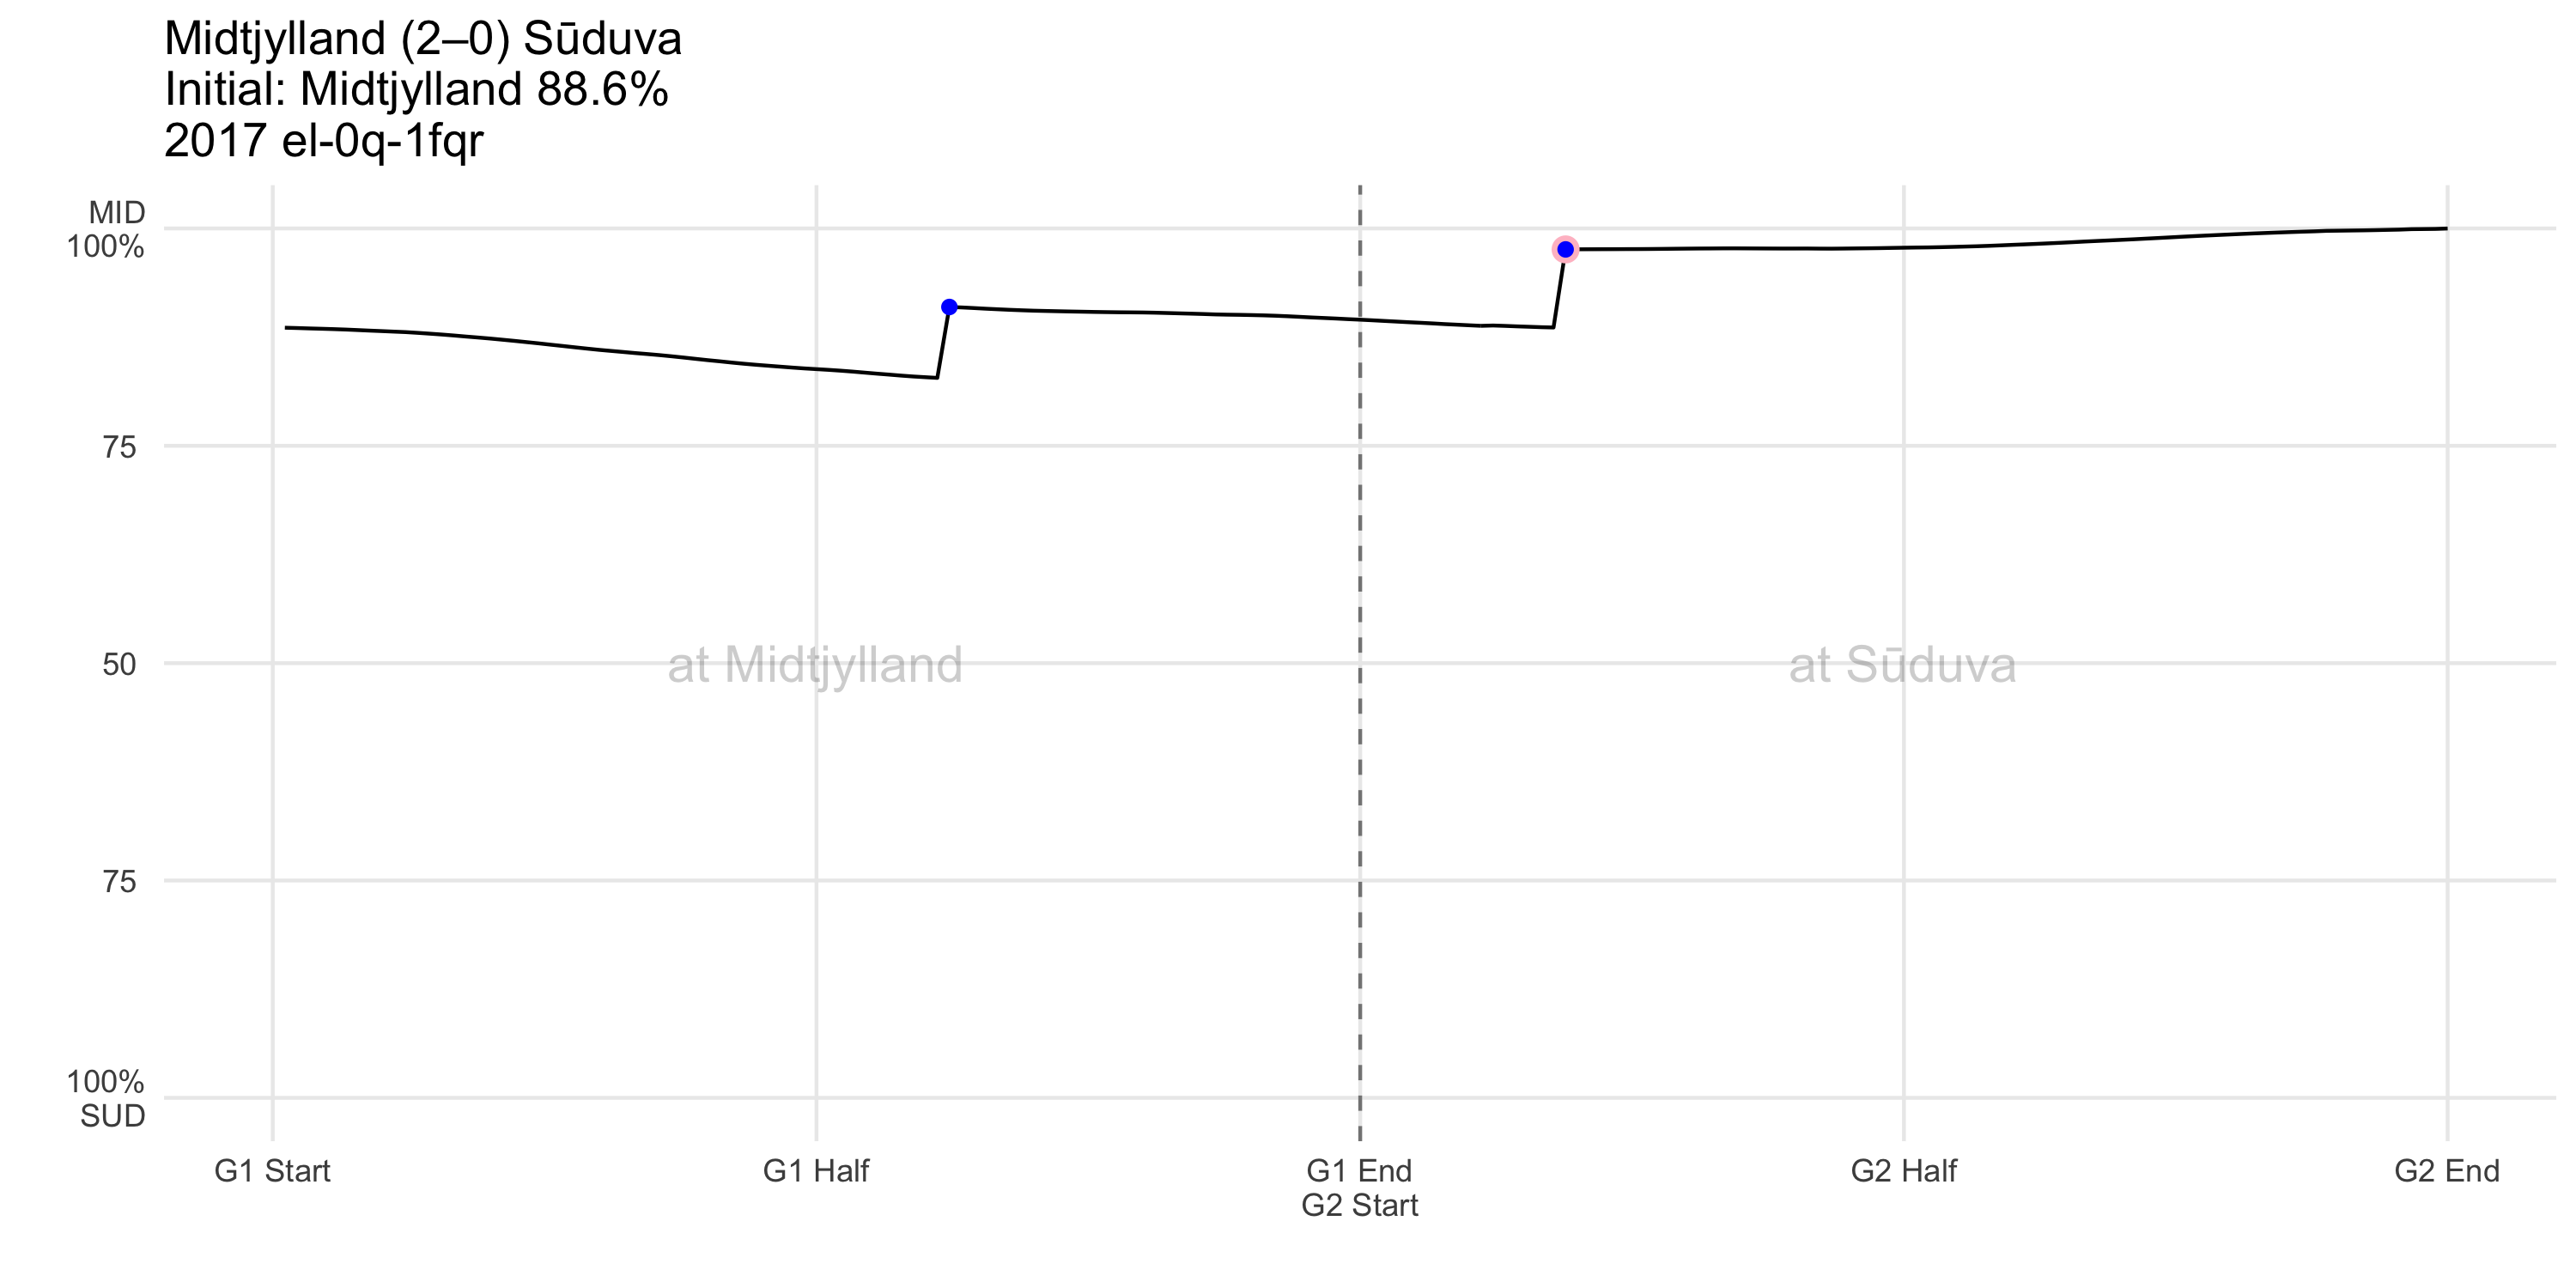 Midtjylland (2–0) Sūduva
Initial: Midtjylland 88.6%
2017 el-0q-1fqr
MID
100%
75
50
75
100%
SUD
at Midtjylland
at Sūduva
G1 Start
G1 Half
G1 End
G2 Start
G2 Half
G2 End